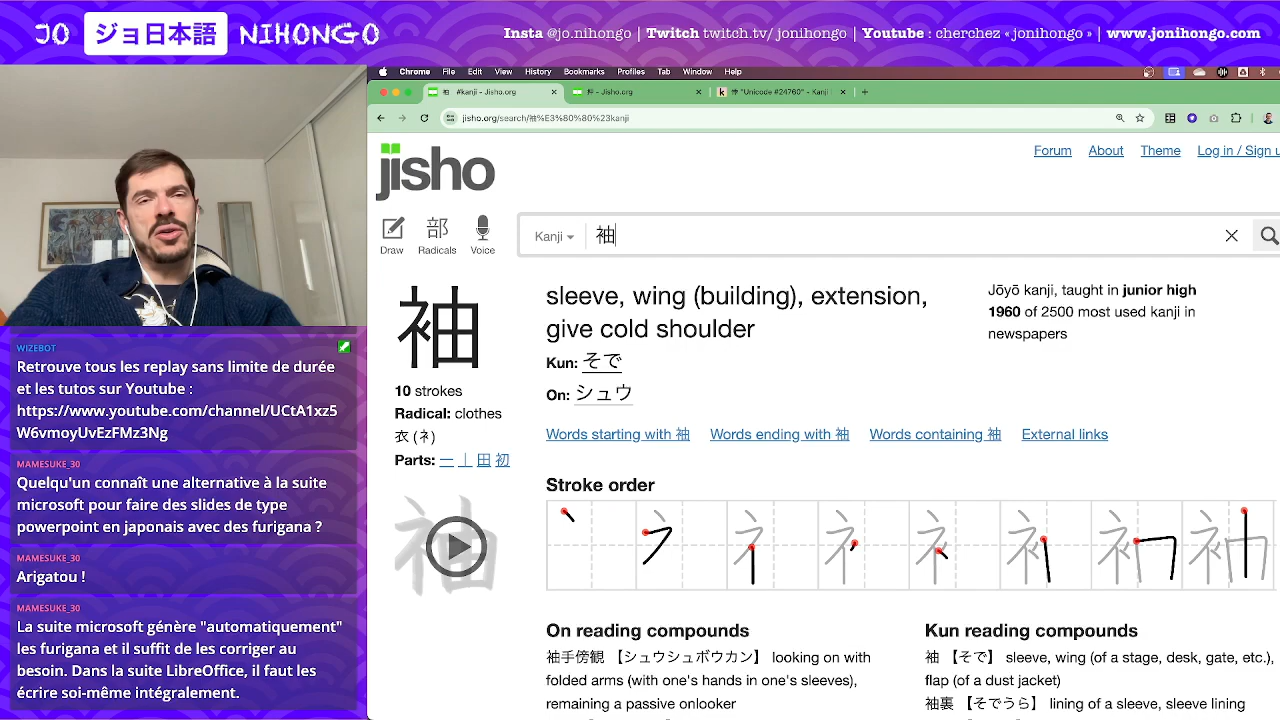 JO ジョ日本語 NIHONGO
Insta @jo.nihongo | Twitch twitch.tv/ jonihongo | Youtube : cherchez « jonihongo » | www.jonihongo.com
Chrome File Edit View History Bookmarks Profiles Tab Window Help
袖 #kanji - Jisho.org
Jisho.org
"Unicode #24760" - Kanji
jisho.org/search/袖%E3%80%80%23kanji
jisho
Forum About Theme Log in / Sign u
Draw Radicals Voice
Kanji 袖
袖
10 strokes
Radical: clothes
衣 (衤)
Parts: 一 ｜ 田 初
sleeve, wing (building), extension,
give cold shoulder
Kun: そで
On: シュウ
Jōyō kanji, taught in junior high
1960 of 2500 most used kanji in
newspapers
Words starting with 袖 Words ending with 袖 Words containing 袖 External links
Stroke order
On reading compounds
袖手傍観 【シュウシュボウカン】 looking on with
folded arms (with one's hands in one's sleeves),
remaining a passive onlooker
Kun reading compounds
袖 【そで】 sleeve, wing (of a stage, desk, gate, etc.),
flap (of a dust jacket)
袖裏 【そでうら】 lining of a sleeve, sleeve lining
WIZEBOT
Retrouve tous les replay sans limite de durée
et les tutos sur Youtube :
https://www.youtube.com/channel/UCtA1xz5
W6vmoyUvEzFMz3Ng
MAMESUKE_30
Quelqu'un connaît une alternative à la suite
microsoft pour faire des slides de type
powerpoint en japonais avec des furigana ?
MAMESUKE_30
Arigatou !
MAMESUKE_30
La suite microsoft génère "automatiquement"
les furigana et il suffit de les corriger au
besoin. Dans la suite LibreOffice, il faut les
écrire soi-même intégralement.